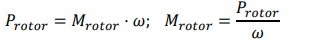 P_rotor = M_rotor · ω;   M_rotor = P_rotor / ω